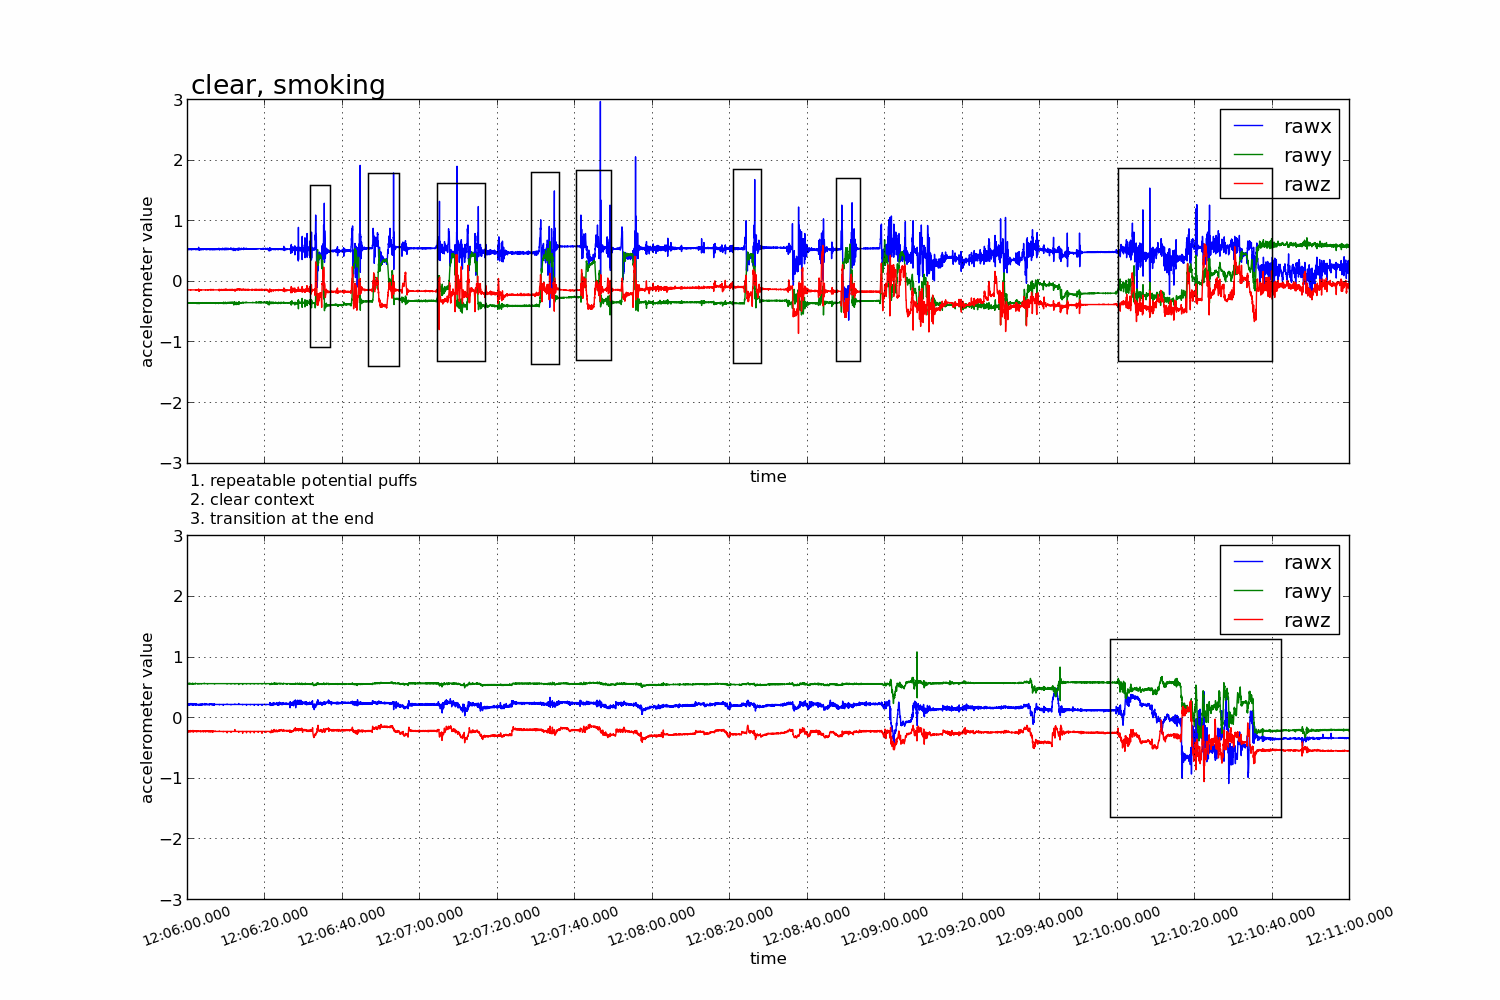 clear, smoking
3
2
1
0
−1
−2
−3
accelerometer value
rawx
rawy
rawz
time
1. repeatable potential puffs
2. clear context
3. transition at the end
3
2
1
0
−1
−2
−3
accelerometer value
rawx
rawy
rawz
12:06:00.000 12:06:20.000 12:06:40.000 12:07:00.000 12:07:20.000 12:07:40.000 12:08:00.000 12:08:20.000 12:08:40.000 12:09:00.000 12:09:20.000 12:09:40.000 12:10:00.000 12:10:20.000 12:10:40.000 12:11:00.000
time